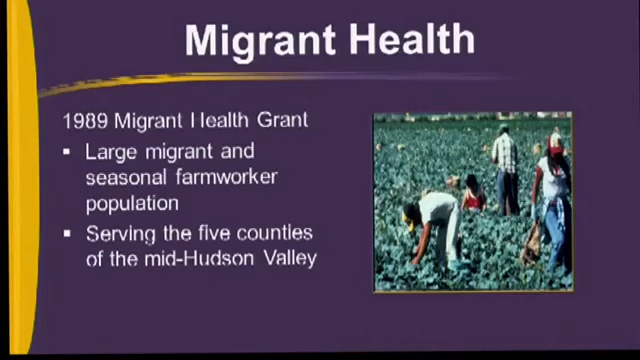 Migrant Health
1989 Migrant Health Grant
▪ Large migrant and
seasonal farmworker
population
▪ Serving the five counties
of the mid-Hudson Valley